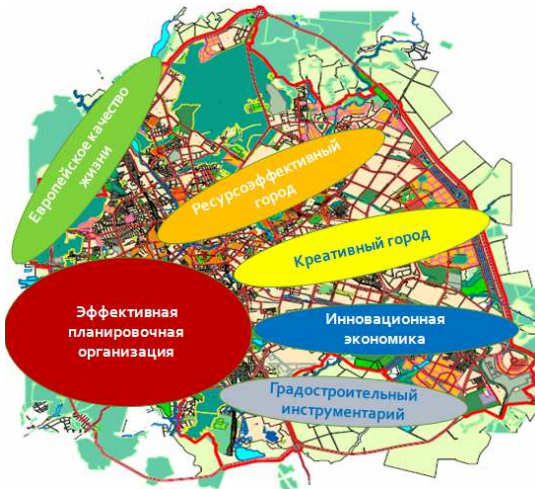 Европейское качество
жизни
Ресурсоэффективный
город
Креативный город
Эффективная
планировочная
организация
Инновационная
экономика
Градостроительный
инструментарий